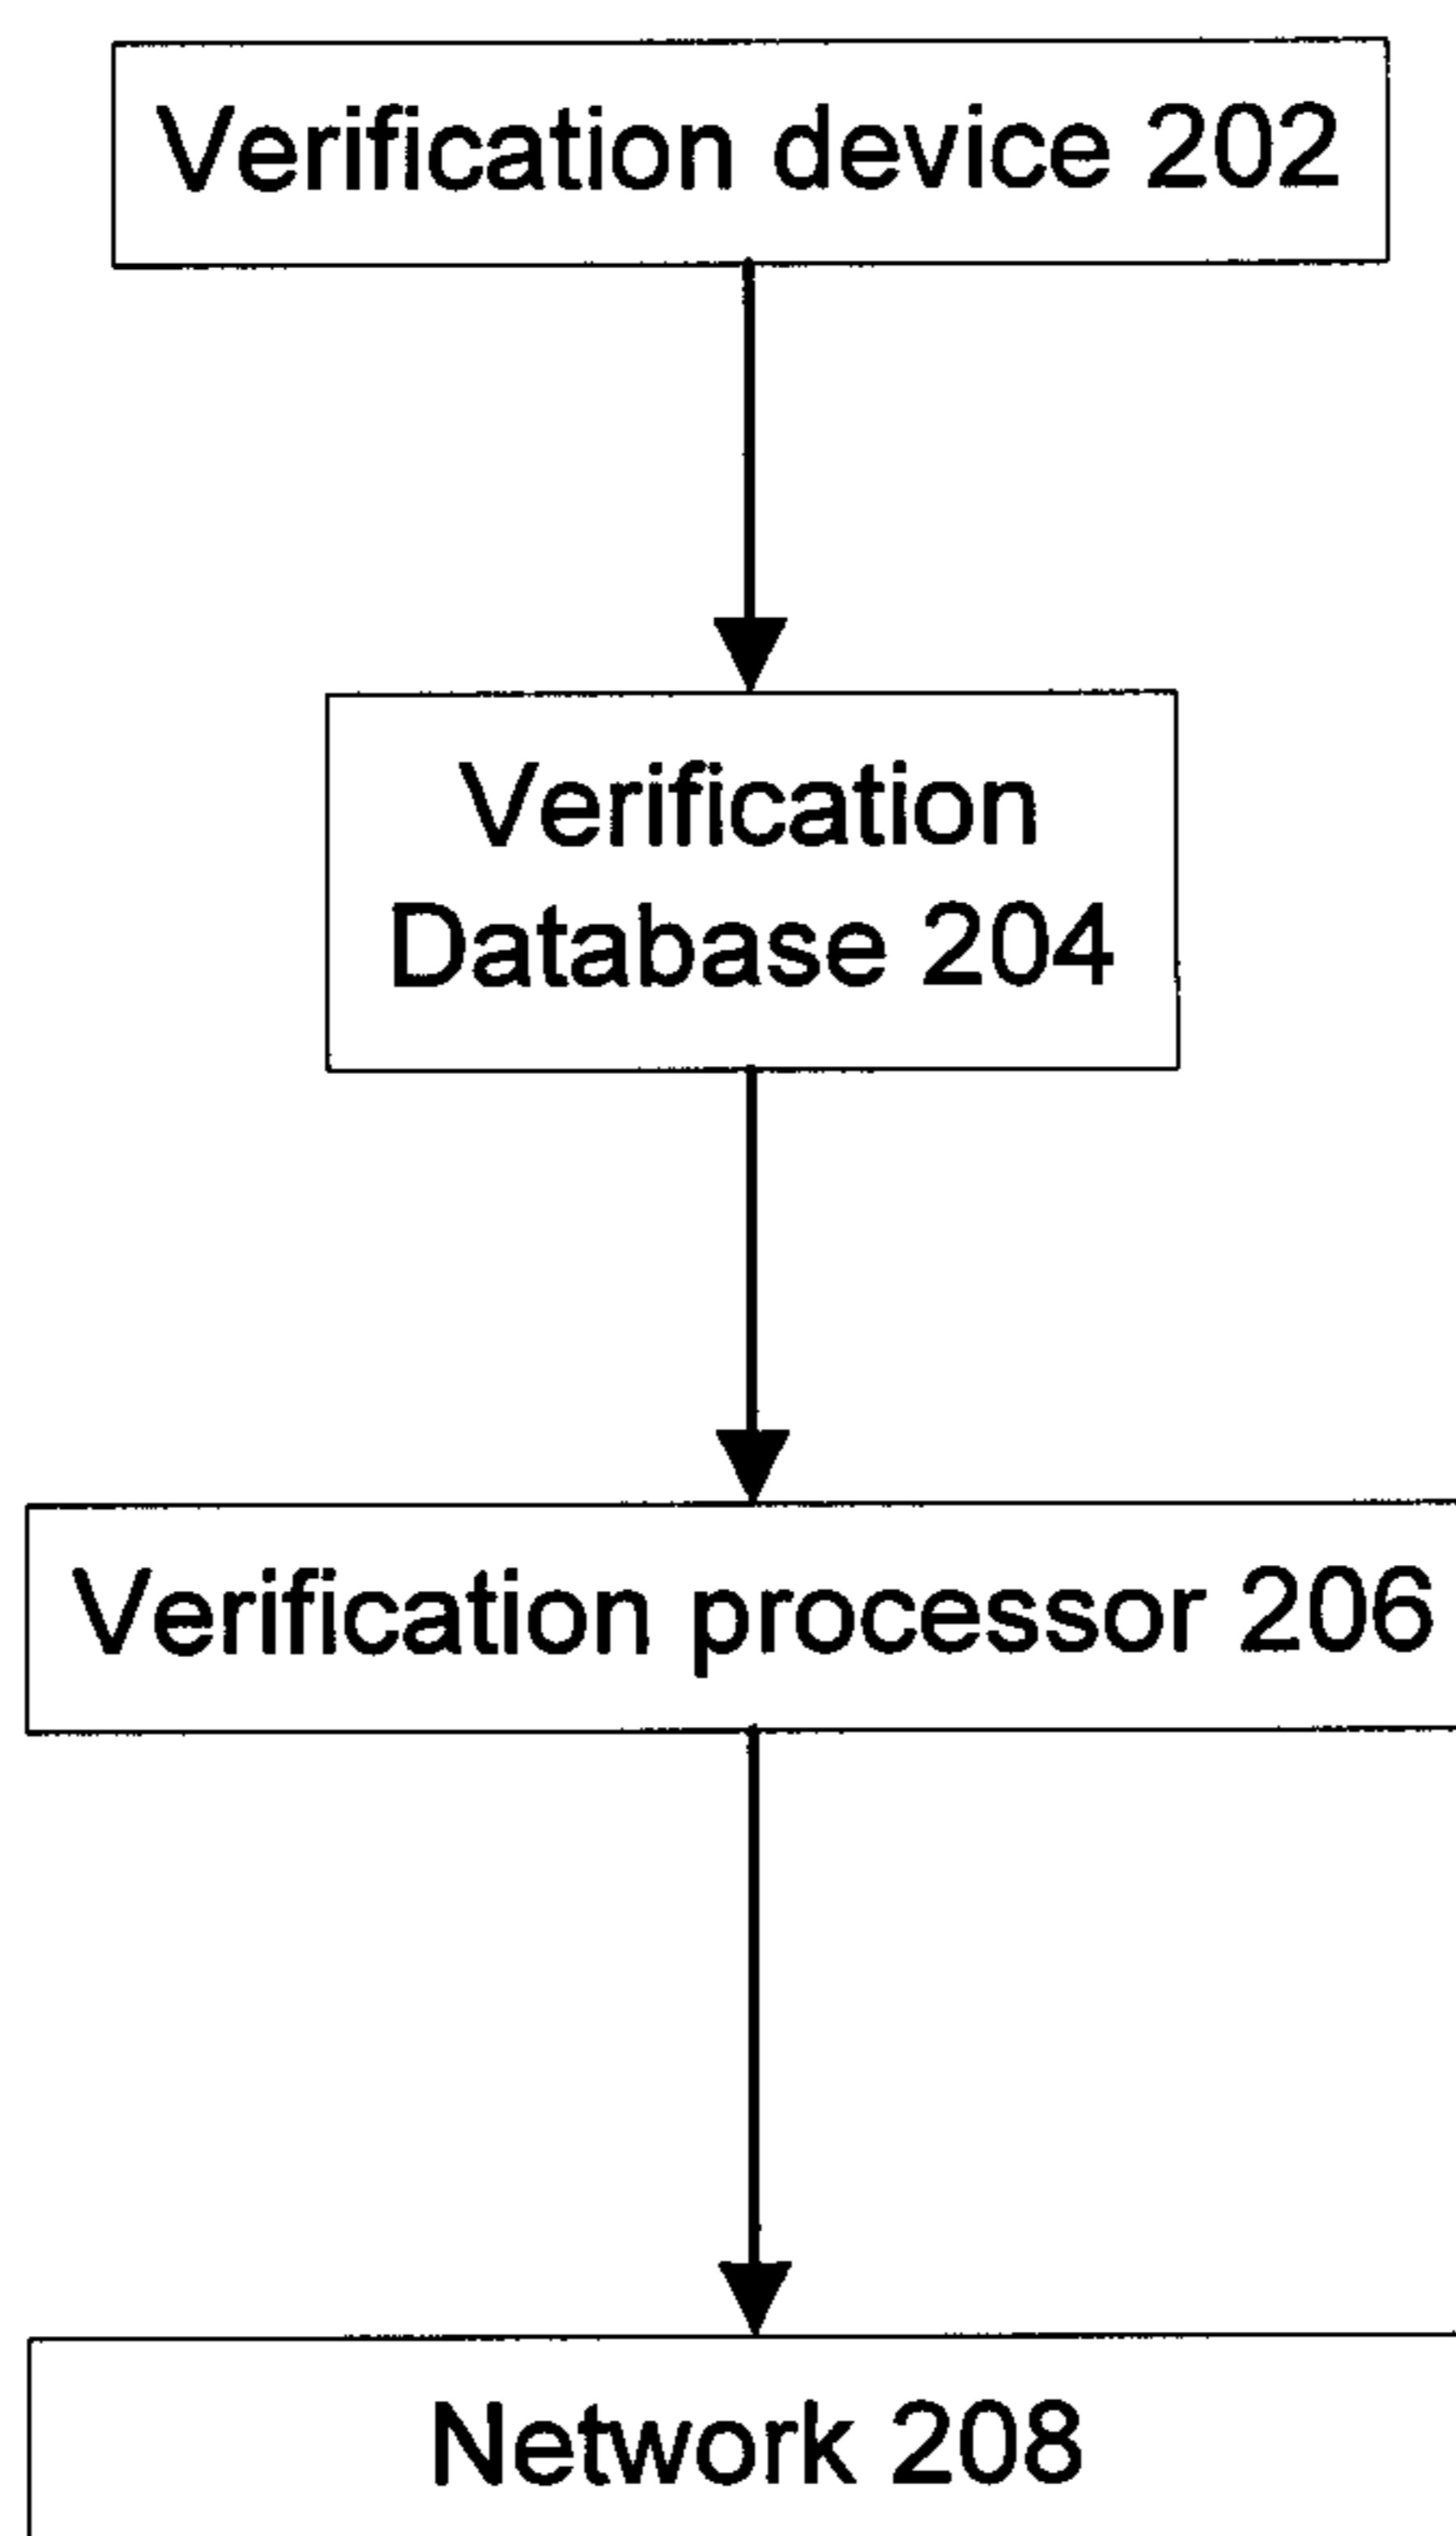 Verification device 202
Verification
Database 204
Verification processor 206
Network 208